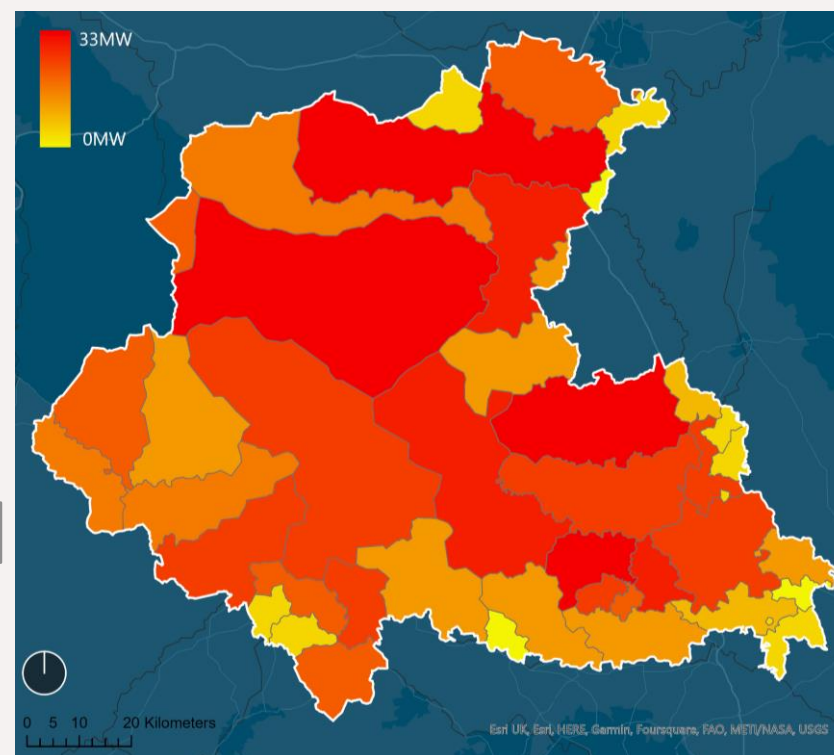 33MW
0MW
0 5 10 20 Kilometers
Esri UK, Esri, HERE, Garmin, Foursquare, FAO, METI/NASA, USGS